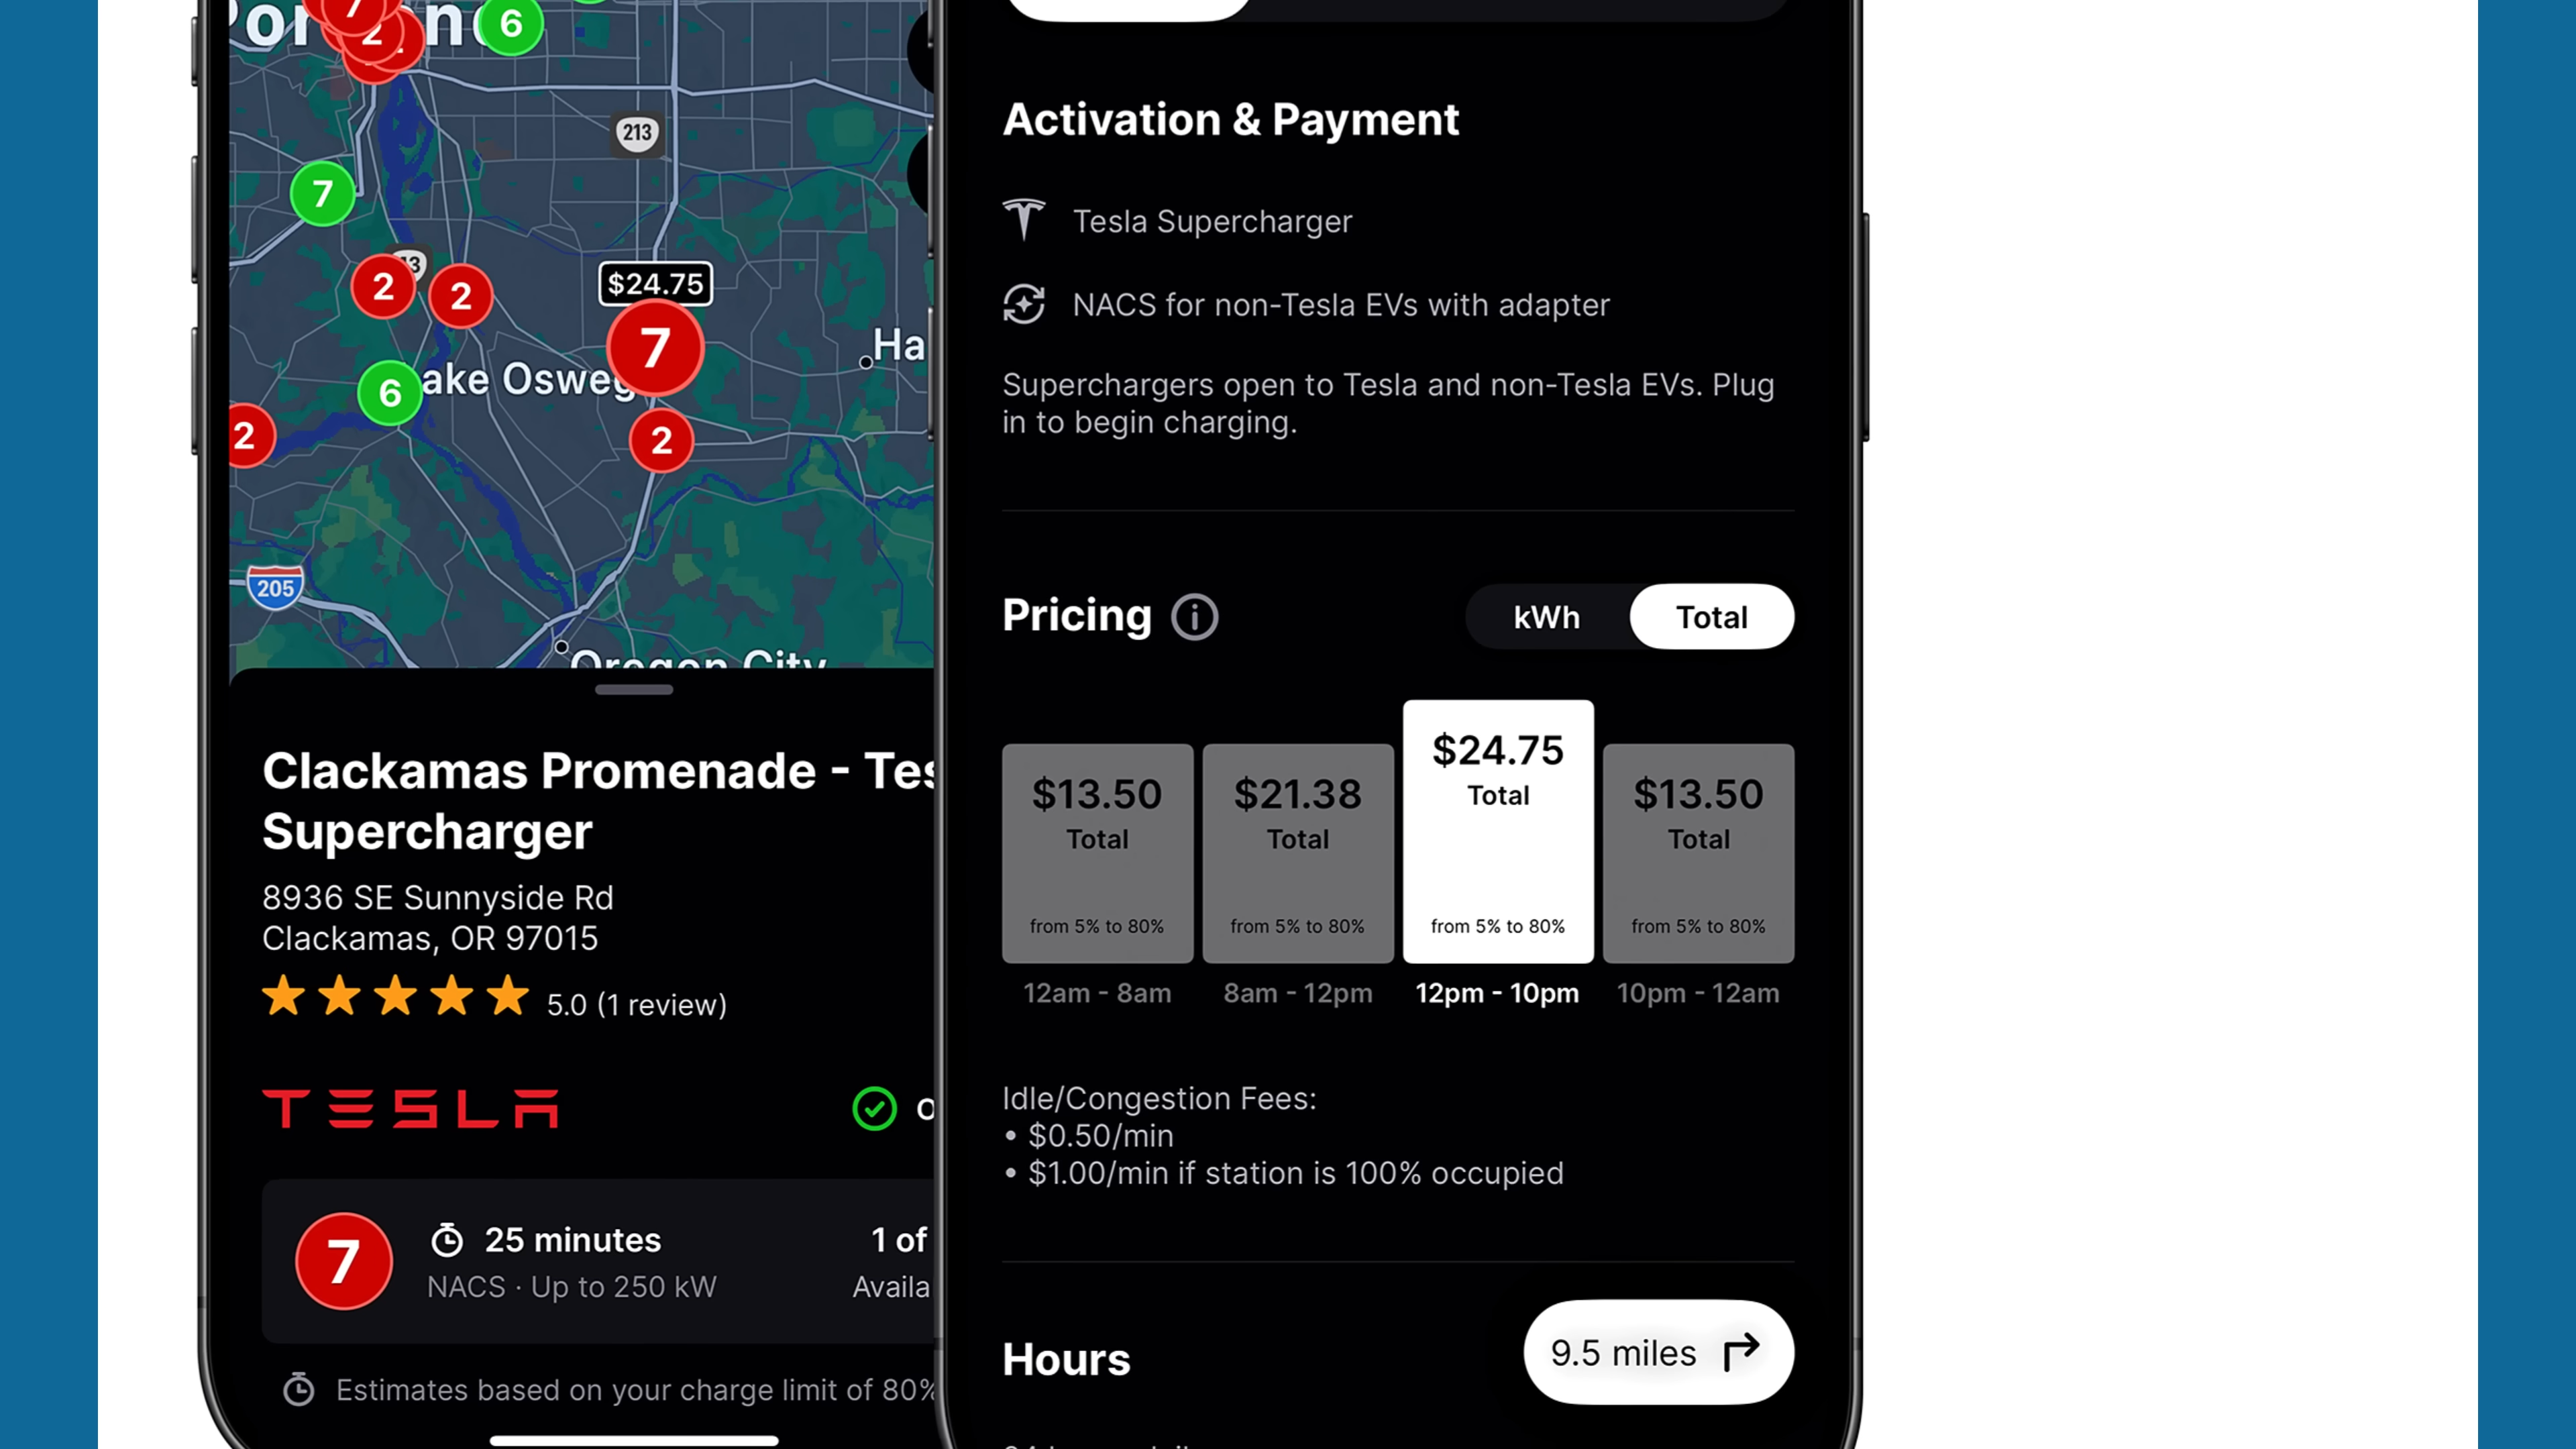 7
2
6
213
7
$24.75
2
2
7
6
2
2
205
Clackamas Promenade -
Supercharger
8936 SE Sunnyside Rd
Clackamas, OR 97015
5.0 (1 review)
TESLA
7
25 minutes
1 of
NACS · Up to 250 kW
Estimates based on your charge limit of 80%
Activation & Payment
Tesla Supercharger
NACS for non-Tesla EVs with adapter
Superchargers open to Tesla and non-Tesla EVs. Plug
in to begin charging.
Pricing
kWh
Total
$13.50
Total
from 5% to 80%
12am - 8am
$21.38
Total
from 5% to 80%
8am - 12pm
$24.75
Total
from 5% to 80%
12pm - 10pm
$13.50
Total
from 5% to 80%
10pm - 12am
Idle/Congestion Fees:
• $0.50/min
• $1.00/min if station is 100% occupied
Hours
9.5 miles